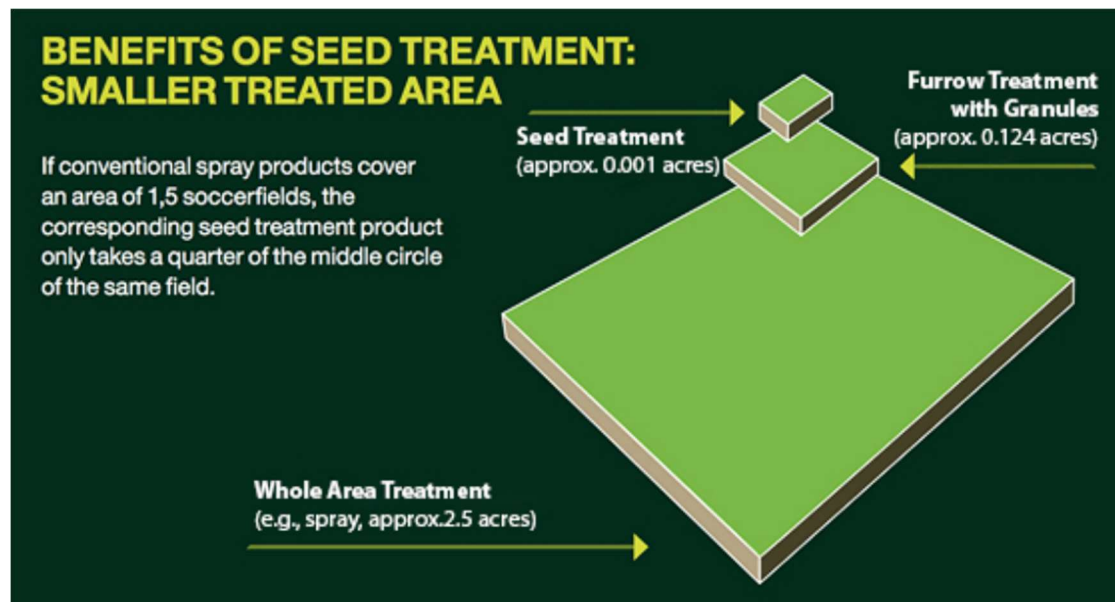 BENEFITS OF SEED TREATMENT:
SMALLER TREATED AREA
If conventional spray products cover
an area of 1,5 soccerfields, the
corresponding seed treatment product
only takes a quarter of the middle circle
of the same field.
Seed Treatment
(approx. 0.001 acres)
Furrow Treatment
with Granules
(approx. 0.124 acres)
Whole Area Treatment
(e.g., spray, approx.2.5 acres)